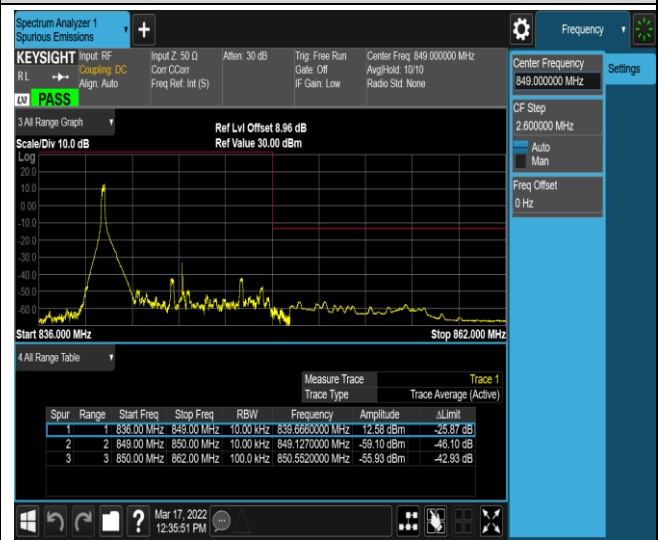 Spectrum Analyzer 1
Spurious Emissions
+
Frequency
KEYSIGHT Input: RF Input Z: 50 Ω Atten: 30 dB Trig: Free Run Center Freq: 849.000000 MHz
RL Coupling: DC Corr CCorr Gate: Off Avg|Hold: 10/10
Align: Auto Freq Ref: Int (S) IF Gain: Low Radio Std: None
PASS
Center Frequency
849.000000 MHz
Settings
CF Step
2.600000 MHz
Auto
Man
Freq Offset
0 Hz
3 All Range Graph
Ref Lvl Offset 8.96 dB
Scale/Div 10.0 dB Ref Value 30.00 dBm
Log
20.0
10.0
0.00
-10.0
-20.0
-30.0
-40.0
-50.0
-60.0
Start 836.000 MHz Stop 862.000 MHz
4 All Range Table
Measure Trace Trace 1
Trace Type Trace Average (Active)
Spur Range Start Freq Stop Freq RBW Frequency Amplitude ΔLimit
1 1 836.00 MHz 849.00 MHz 10.00 kHz 839.6660000 MHz 12.58 dBm -25.87 dB
2 2 849.00 MHz 850.00 MHz 10.00 kHz 849.1270000 MHz -59.10 dBm -46.10 dB
3 3 850.00 MHz 862.00 MHz 100.0 kHz 850.5520000 MHz -55.93 dBm -42.93 dB
? Mar 17, 2022
12:35:51 PM